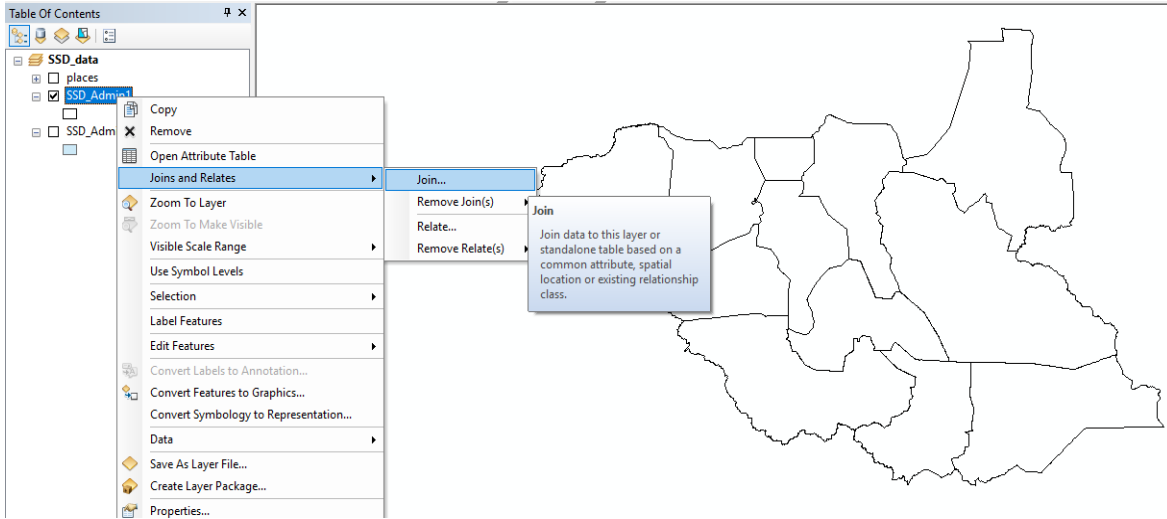 Table Of Contents
SSD_data
places
SSD_Admin1
SSD_Adm
Copy
Remove
Open Attribute Table
Joins and Relates
Zoom To Layer
Zoom To Make Visible
Visible Scale Range
Use Symbol Levels
Selection
Label Features
Edit Features
Convert Labels to Annotation...
Convert Features to Graphics...
Convert Symbology to Representation...
Data
Save As Layer File...
Create Layer Package...
Properties...
Join...
Remove Join(s)
Relate...
Remove Relate(s)
Join
Join data to this layer or
standalone table based on a
common attribute, spatial
location or existing relationship
class.